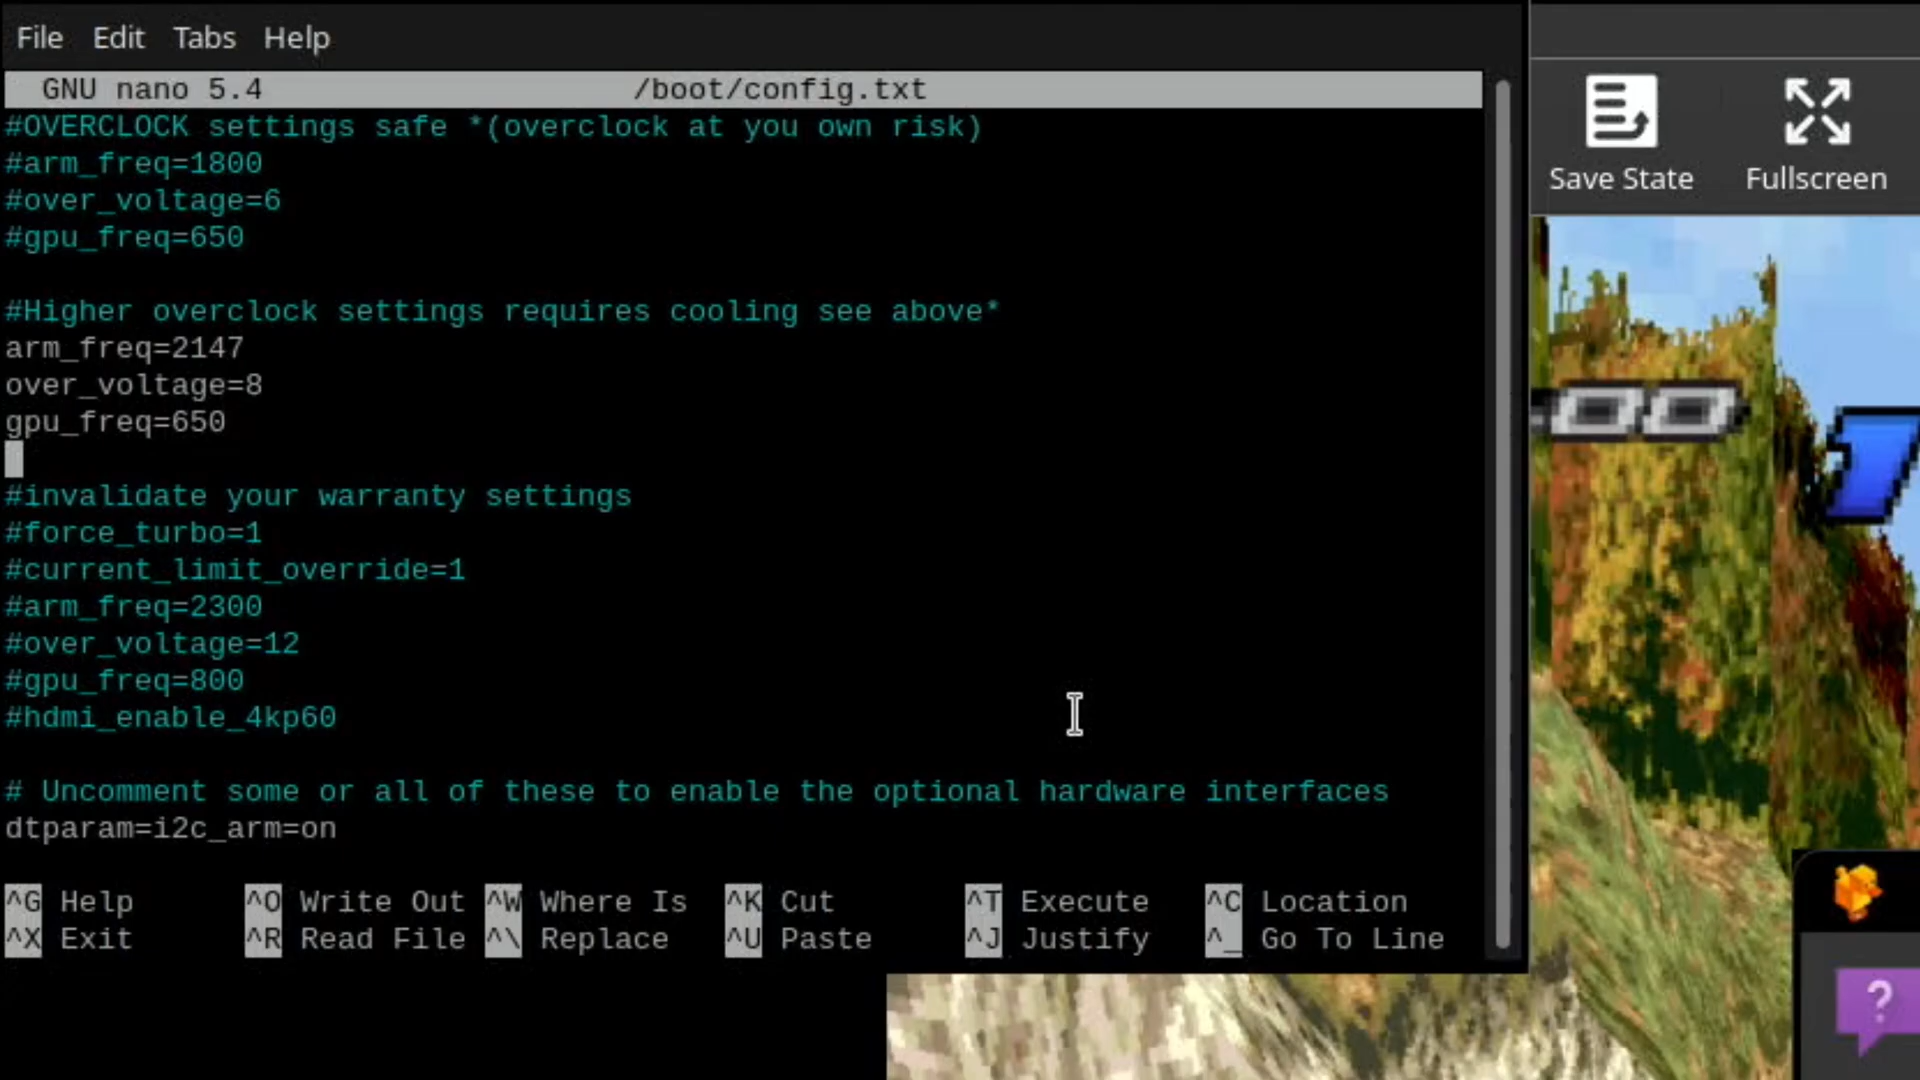 File Edit Tabs Help
GNU nano 5.4 /boot/config.txt
#OVERCLOCK settings safe *(overclock at you own risk)
#arm_freq=1800
#over_voltage=6
#gpu_freq=650
#Higher overclock settings requires cooling see above*
arm_freq=2147
over_voltage=8
gpu_freq=650
#invalidate your warranty settings
#force_turbo=1
#current_limit_override=1
#arm_freq=2300
#over_voltage=12
#gpu_freq=800
#hdmi_enable_4kp60
# Uncomment some or all of these to enable the optional hardware interfaces
dtparam=i2c_arm=on
^G Help ^O Write Out ^W Where Is ^K Cut ^T Execute ^C Location
^X Exit ^R Read File ^\ Replace ^U Paste ^J Justify ^_ Go To Line
Save State Fullscreen
?